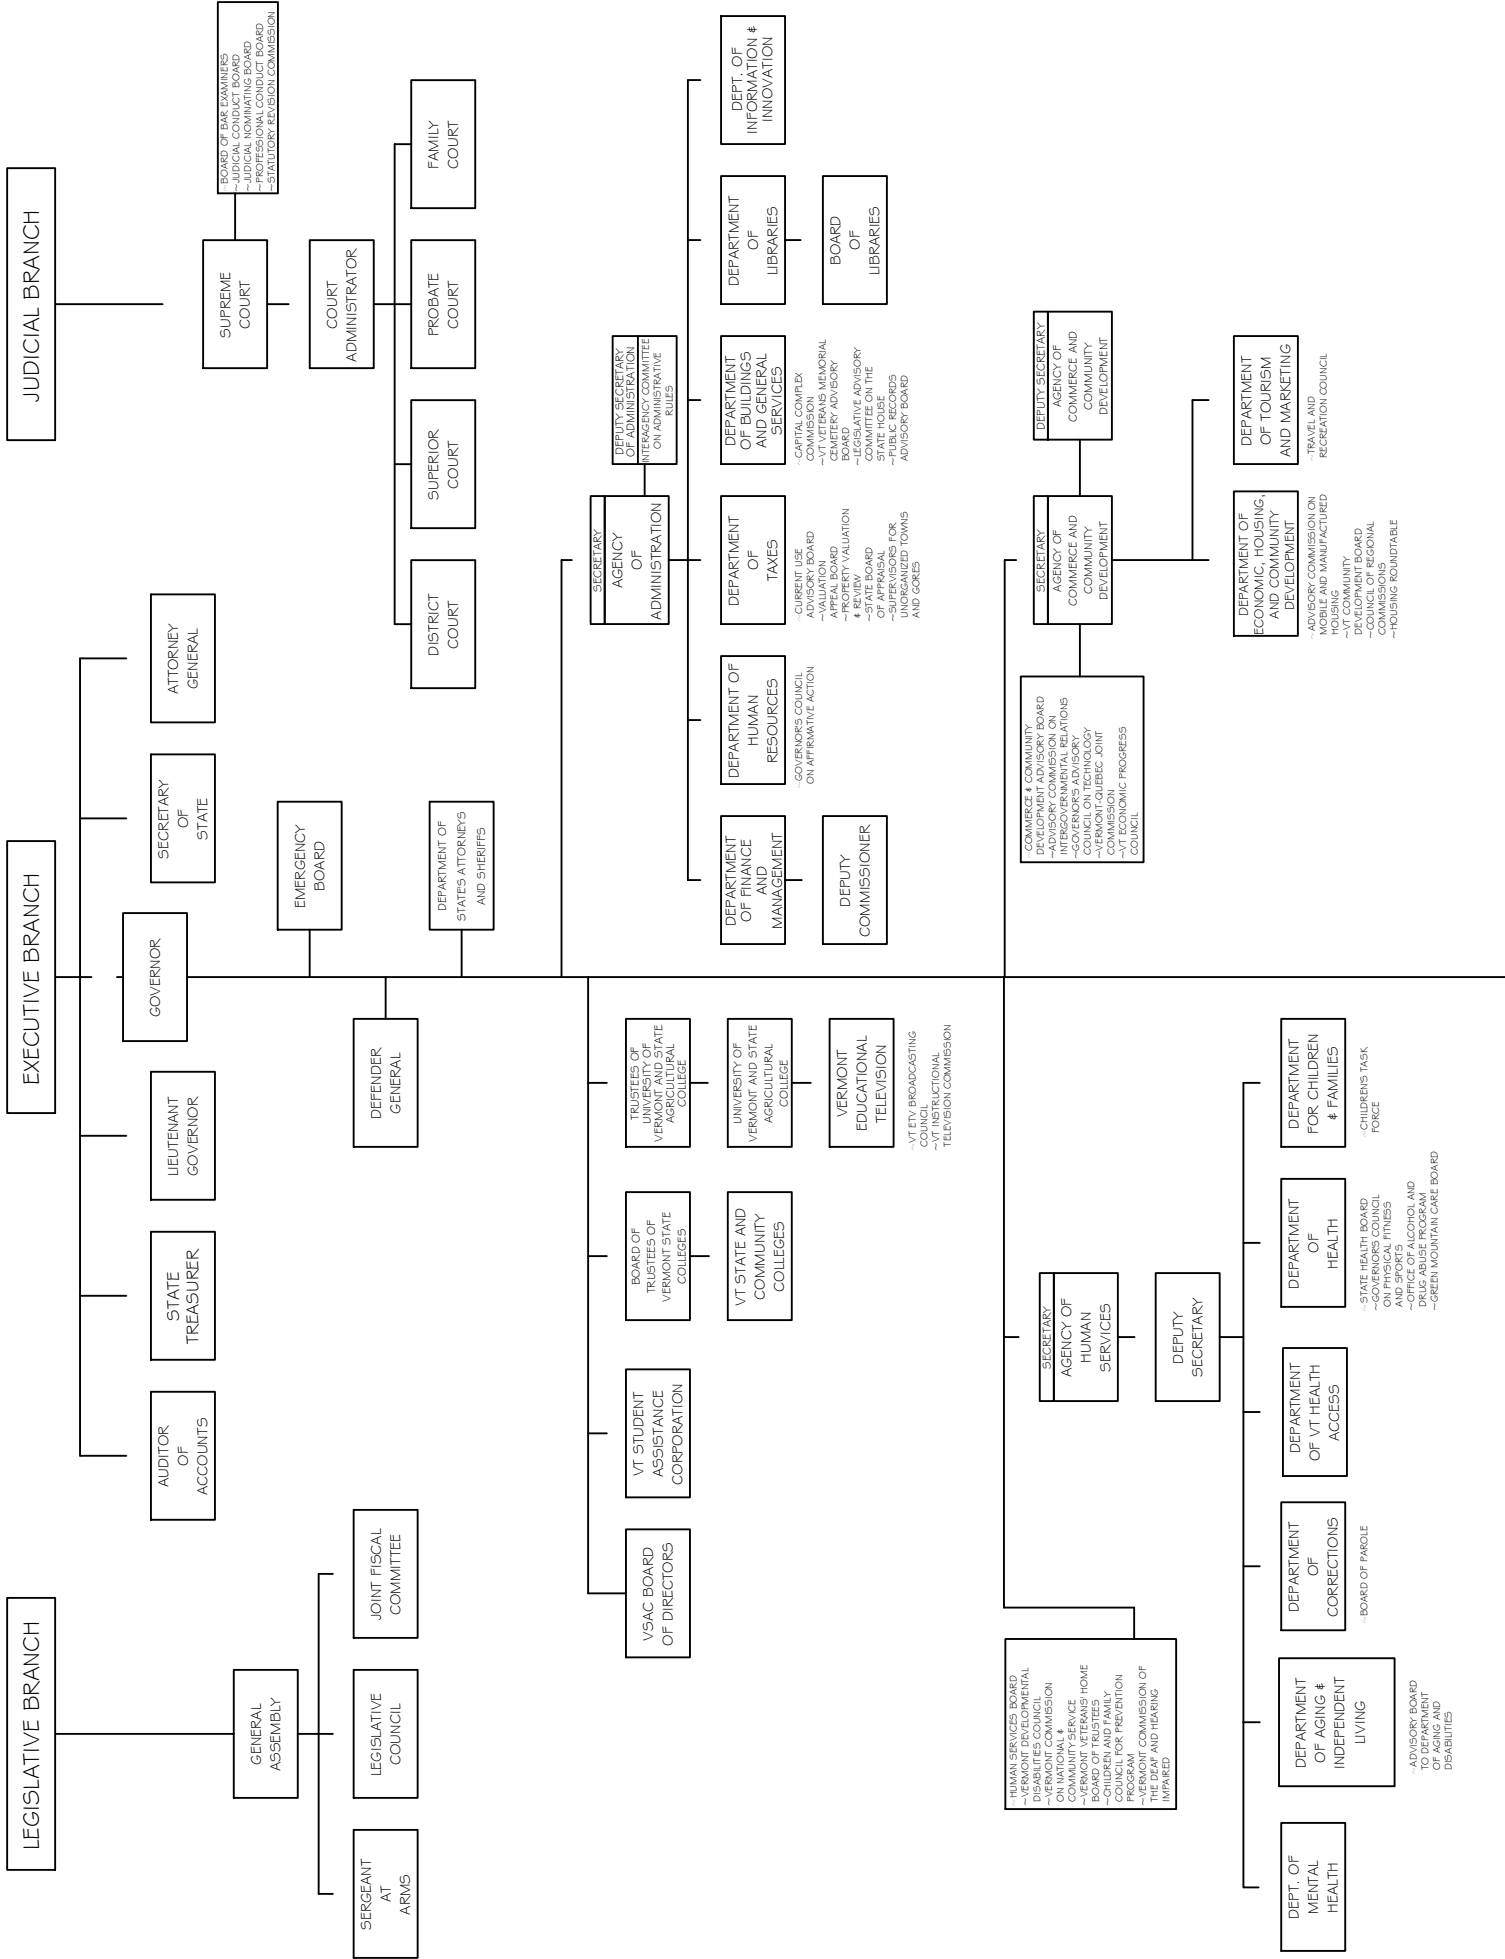 LEGISLATIVE BRANCH
EXECUTIVE BRANCH
JUDICIAL BRANCH
GENERAL
ASSEMBLY
SERGEANT
AT
ARMS
LEGISLATIVE
COUNCIL
JOINT FISCAL
COMMITTEE
AUDITOR
OF
ACCOUNTS
STATE
TREASURER
LIEUTENANT
GOVERNOR
GOVERNOR
SECRETARY
OF
STATE
ATTORNEY
GENERAL
SUPREME
COURT
~BOARD OF BAR EXAMINERS
~JUDICIAL CONDUCT BOARD
~JUDICIAL NOMINATING BOARD
~PROFESSIONAL CONDUCT BOARD
~STATUTORY REVISION COMMISSION
COURT
ADMINISTRATOR
DISTRICT
COURT
SUPERIOR
COURT
PROBATE
COURT
FAMILY
COURT
EMERGENCY
BOARD
DEFENDER
GENERAL
DEPARTMENT OF
STATE'S ATTORNEYS
AND SHERIFFS
VSAC BOARD
OF DIRECTORS
VT STUDENT
ASSISTANCE
CORPORATION
BOARD OF
TRUSTEES OF
VERMONT STATE
COLLEGES
VT STATE AND
COMMUNITY
COLLEGES
TRUSTEES OF
UNIVERSITY OF
VERMONT AND STATE
AGRICULTURAL
COLLEGE
UNIVERSITY OF
VERMONT AND STATE
AGRICULTURAL
COLLEGE
VERMONT
EDUCATIONAL
TELEVISION
~VT ETV BROADCASTING
COUNCIL
~VT INSTRUCTIONAL
TELEVISION COMMISSION
SECRETARY
AGENCY
OF
ADMINISTRATION
DEPUTY SECRETARY
OF ADMINISTRATION
INTERAGENCY COMMITTEE
ON ADMINISTRATIVE
RULES
DEPARTMENT
OF FINANCE
AND
MANAGEMENT
DEPUTY
COMMISSIONER
DEPARTMENT OF
HUMAN
RESOURCES
~GOVERNOR'S COUNCIL
ON AFFIRMATIVE ACTION
DEPARTMENT
OF
TAXES
~CURRENT USE
ADVISORY BOARD
~VALUATION
APPEAL BOARD
~PROPERTY VALUATION
& REVIEW
~STATE BOARD
OF APPRAISAL
~SUPERVISORS FOR
UNORGANIZED TOWNS
AND GORES
DEPARTMENT
OF BUILDINGS
AND GENERAL
SERVICES
~CAPITAL COMPLEX
COMMISSION
~VT VETERANS MEMORIAL
CEMETERY ADVISORY
BOARD
~LEGISLATIVE ADVISORY
COMMITTEE ON THE
STATE HOUSE
~PUBLIC RECORDS
ADVISORY BOARD
DEPARTMENT
OF
LIBRARIES
BOARD
OF
LIBRARIES
DEPT. OF
INFORMATION &
INNOVATION
~HUMAN SERVICES BOARD
~VERMONT DEVELOPMENTAL
DISABILITIES COUNCIL
~VERMONT COMMISSION
ON NATIONAL &
COMMUNITY SERVICE
~VERMONT VETERANS' HOME
BOARD OF TRUSTEES
~CHILDREN AND FAMILY
COUNCIL FOR PREVENTION
PROGRAM
~VERMONT COMMISSION OF
THE DEAF AND HEARING
IMPAIRED
SECRETARY
AGENCY OF
HUMAN
SERVICES
DEPUTY
SECRETARY
DEPT. OF
MENTAL
HEALTH
DEPARTMENT
OF AGING &
INDEPENDENT
LIVING
~ADVISORY BOARD
TO DEPARTMENT
OF AGING AND
DISABILITIES
DEPARTMENT
OF
CORRECTIONS
~BOARD OF PAROLE
DEPARTMENT
OF VT HEALTH
ACCESS
DEPARTMENT
OF
HEALTH
~STATE HEALTH BOARD
~GOVERNOR'S COUNCIL
ON PHYSICAL FITNESS
AND SPORTS
~OFFICE OF ALCOHOL AND
DRUG ABUSE PROGRAM
~GREEN MOUNTAIN CARE BOARD
DEPARTMENT
FOR CHILDREN
& FAMILIES
~CHILDREN'S TASK
FORCE
~COMMERCE & COMMUNITY
DEVELOPMENT ADVISORY BOARD
~ADVISORY COMMISSION ON
INTERGOVERNMENTAL RELATIONS
~GOVERNOR'S ADVISORY
COUNCIL ON TECHNOLOGY
~VERMONT-QUEBEC JOINT
COMMISSION
~VT ECONOMIC PROGRESS
COUNCIL
SECRETARY
AGENCY OF
COMMERCE AND
COMMUNITY
DEVELOPMENT
DEPUTY SECRETARY
AGENCY OF
COMMERCE AND
COMMUNITY
DEVELOPMENT
DEPARTMENT OF
ECONOMIC, HOUSING,
AND COMMUNITY
DEVELOPMENT
~ADVISORY COMMISSION ON
MOBILE AND MANUFACTURED
HOUSING
~VT COMMUNITY
DEVELOPMENT BOARD
~COUNCIL OF REGIONAL
COMMISSIONS
~HOUSING ROUNDTABLE
DEPARTMENT
OF TOURISM
AND MARKETING
~TRAVEL AND
RECREATION COUNCIL